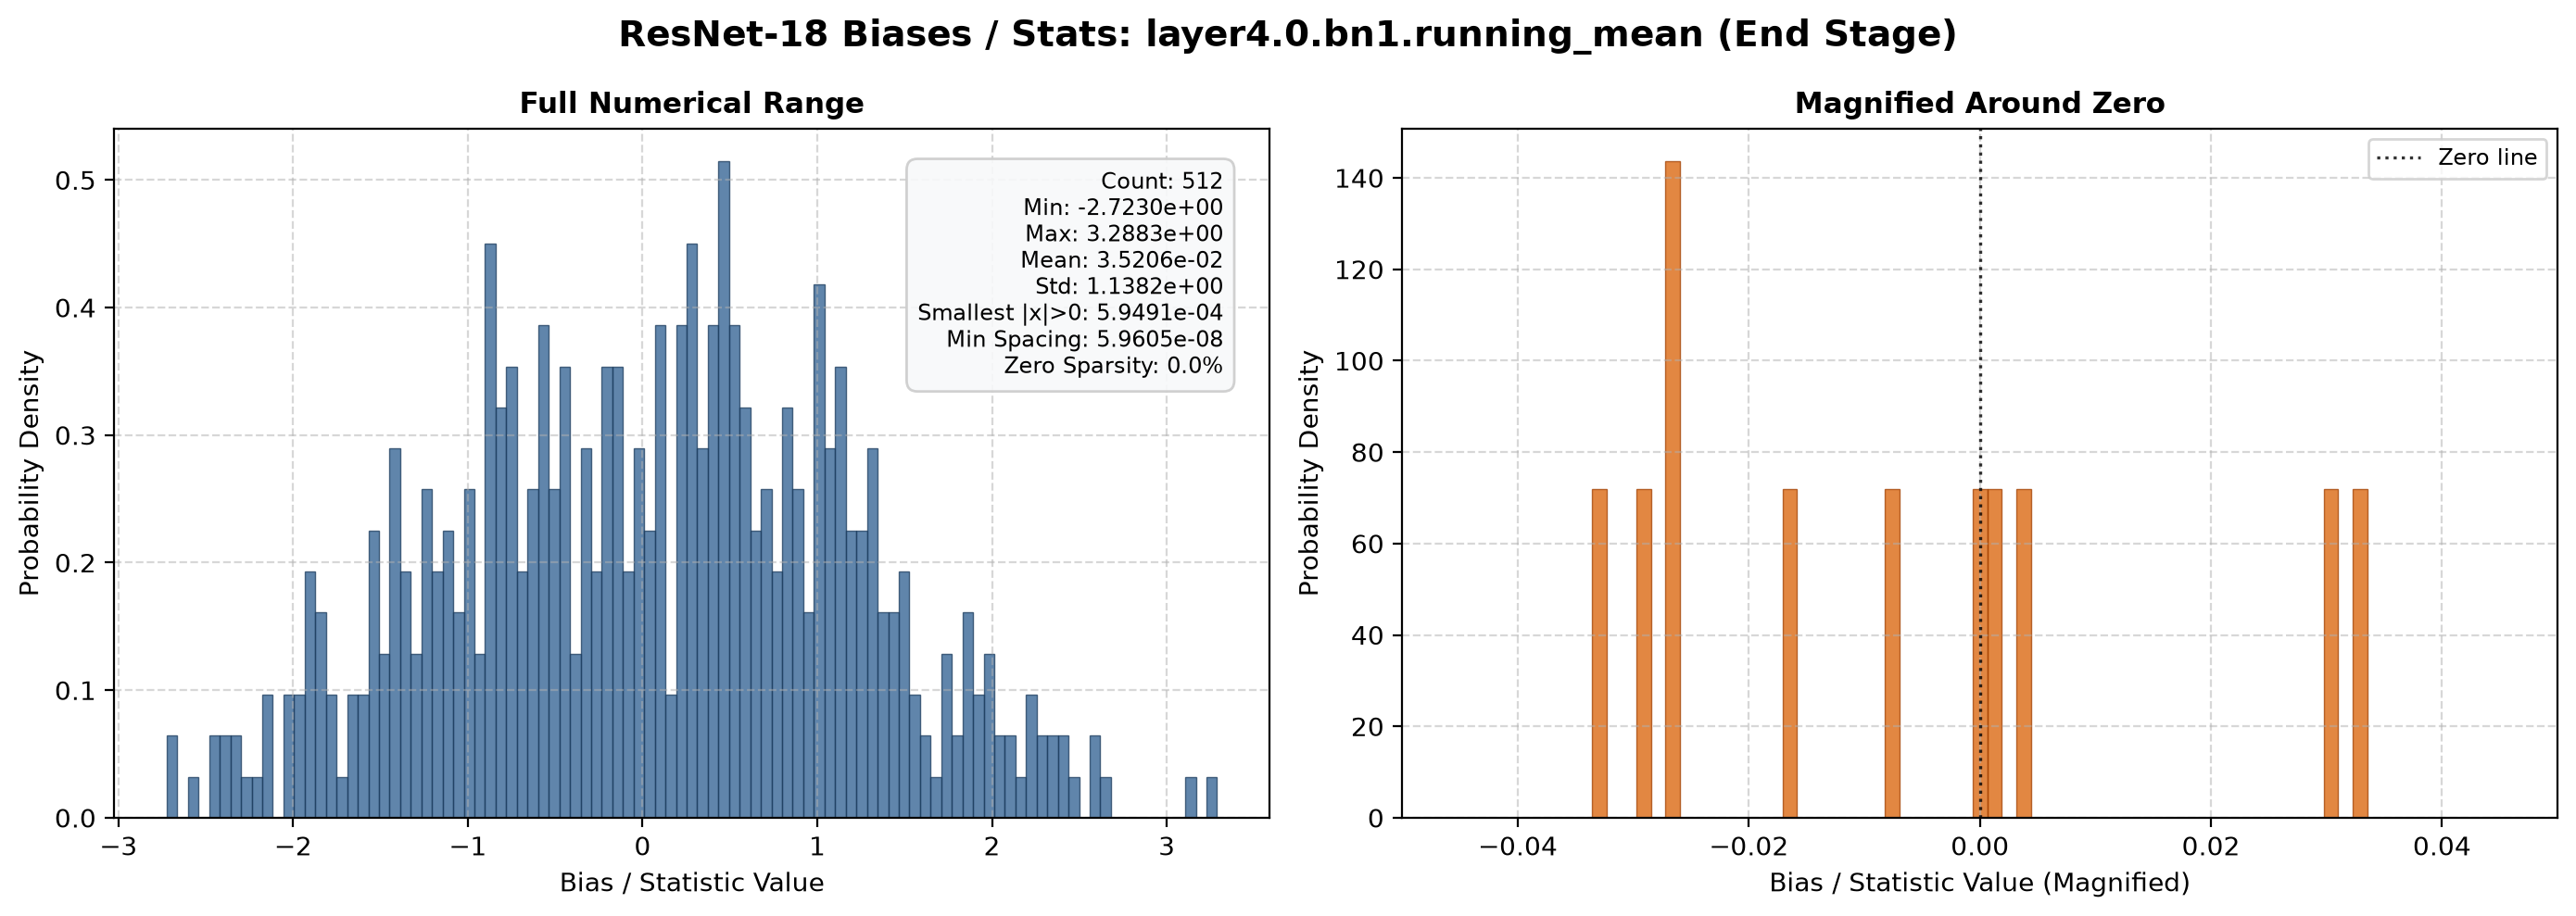 ResNet-18 Biases / Stats: layer4.0.bn1.running_mean (End Stage)
Full Numerical Range
Probability Density
0.5
0.4
0.3
0.2
0.1
0.0
Count: 512
Min: -2.7230e+00
Max: 3.2883e+00
Mean: 3.5206e-02
Std: 1.1382e+00
Smallest |x|>0: 5.9491e-04
Min Spacing: 5.9605e-08
Zero Sparsity: 0.0%
−3 −2 −1 0 1 2 3
Bias / Statistic Value
Magnified Around Zero
Probability Density
140
120
100
80
60
40
20
0
Zero line
−0.04 −0.02 0.00 0.02 0.04
Bias / Statistic Value (Magnified)